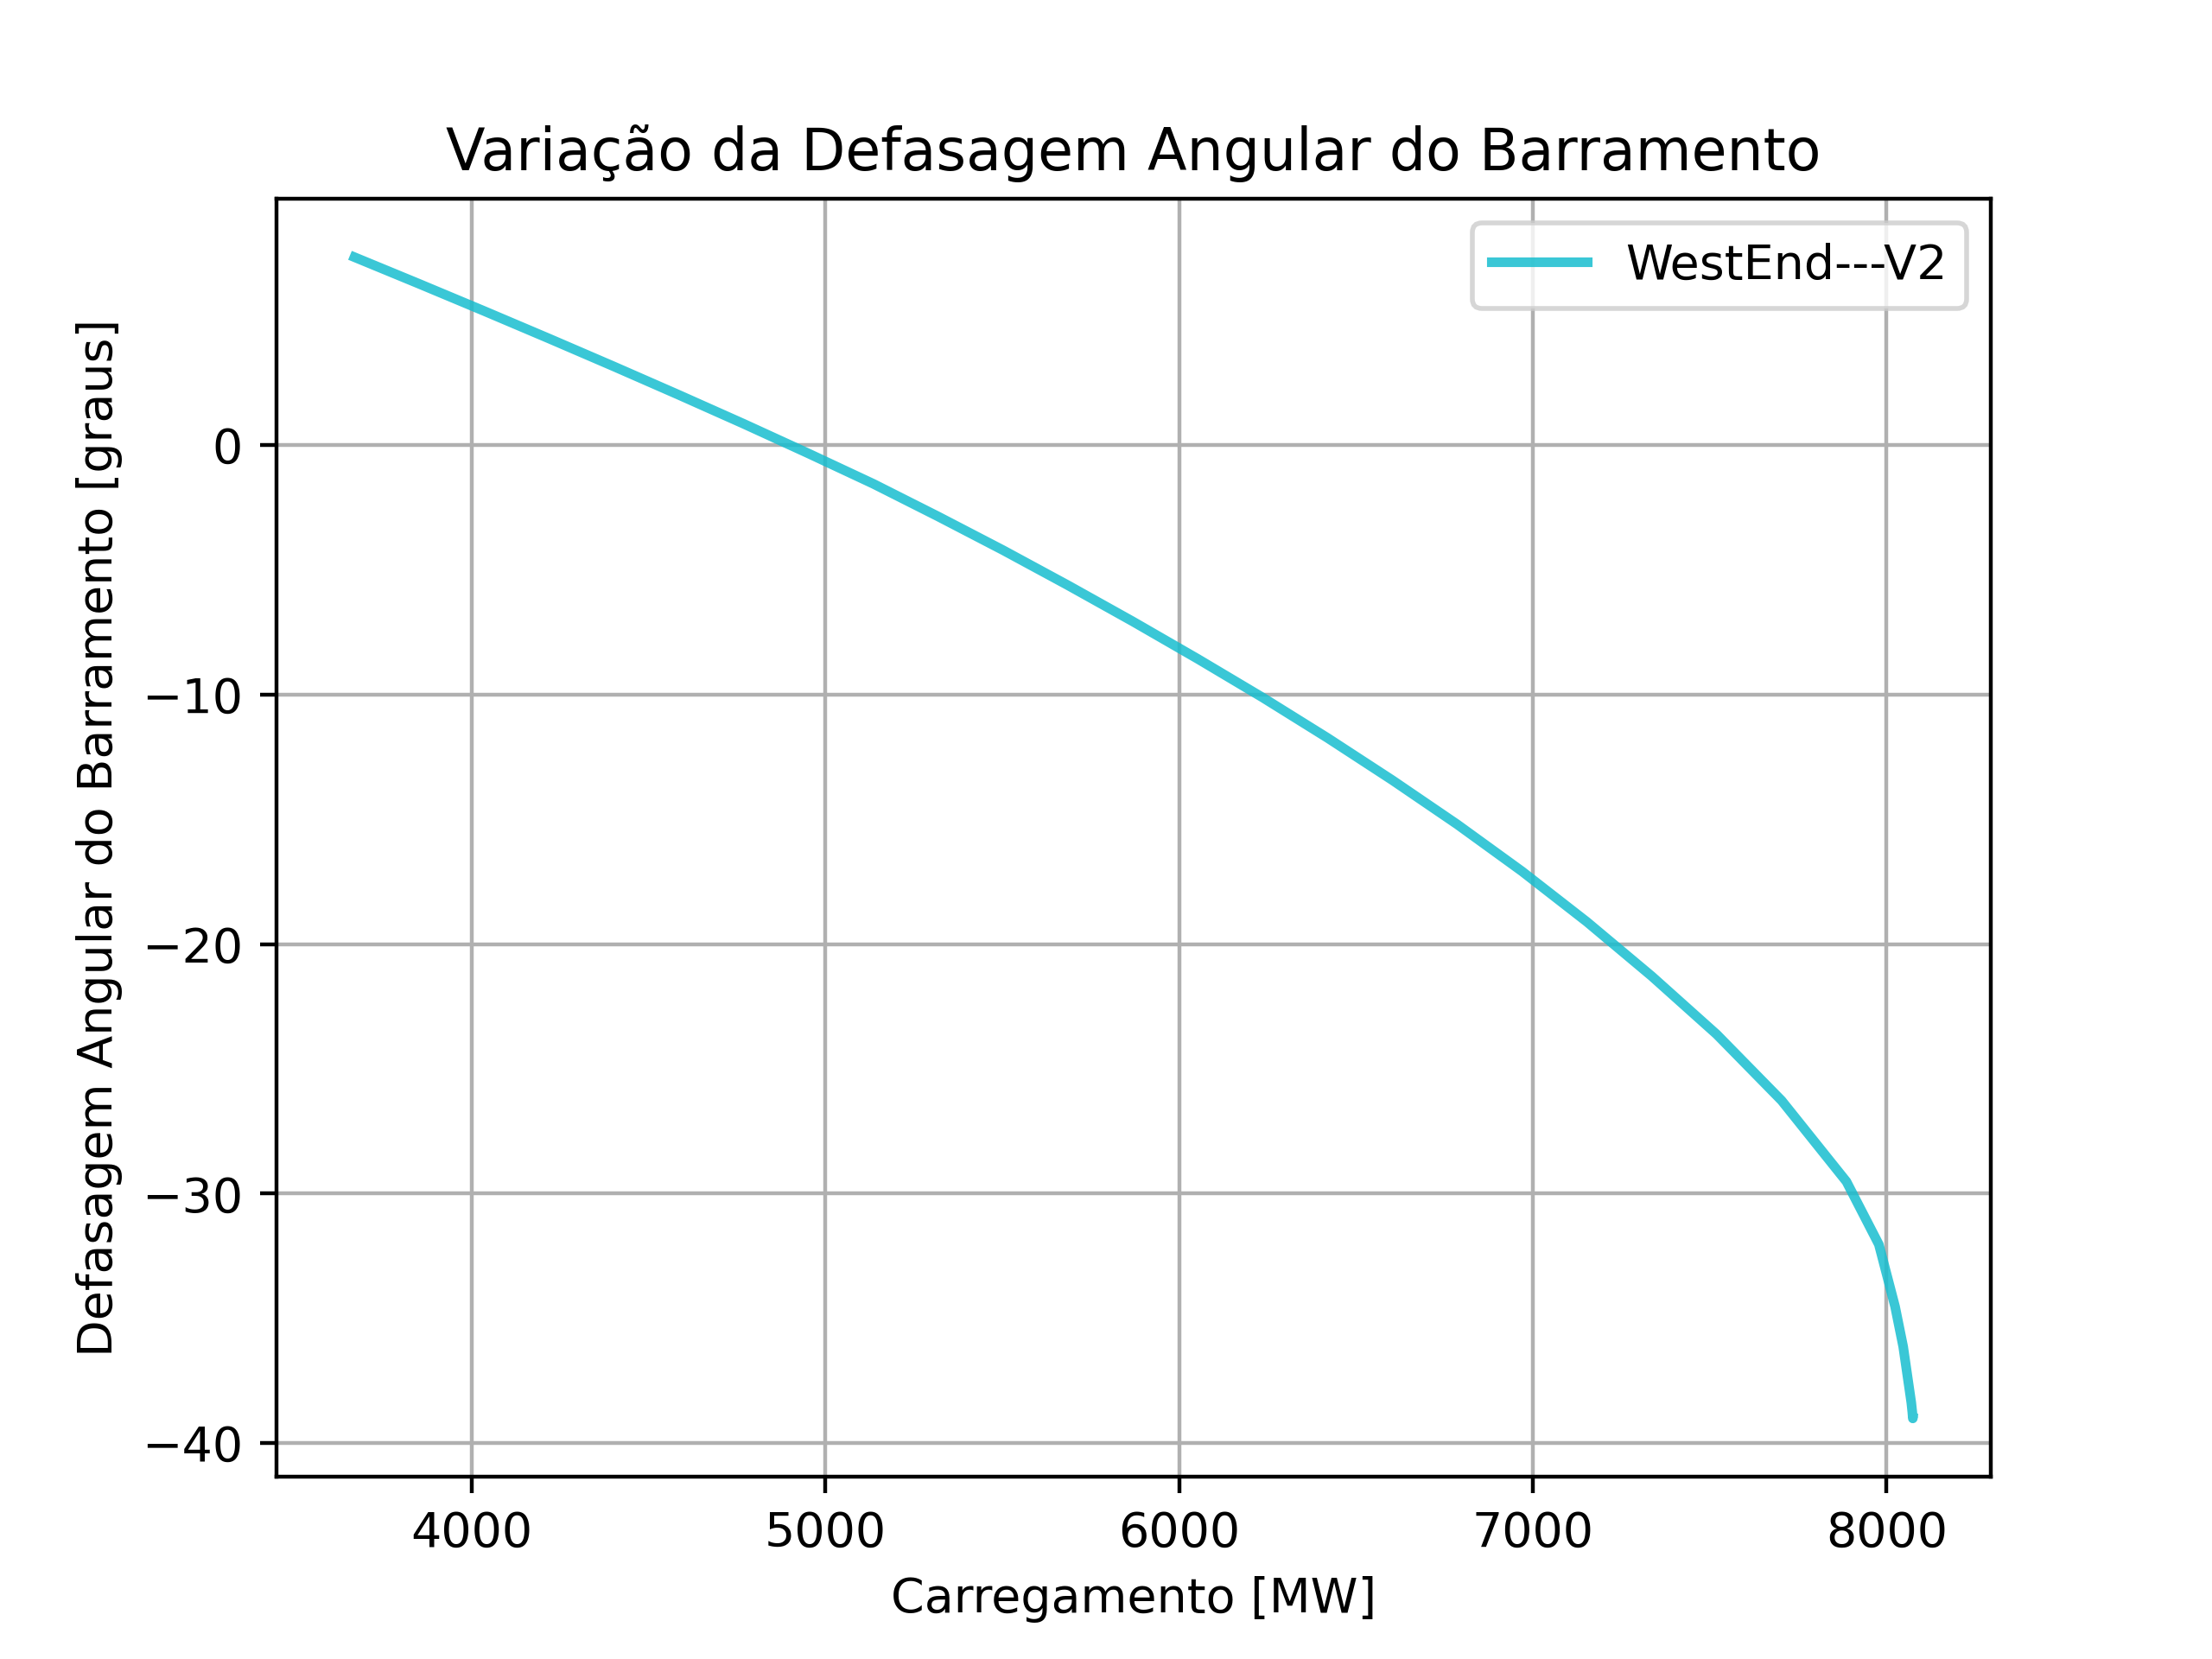 Variação da Defasagem Angular do Barramento
WestEnd---V2
Defasagem Angular do Barramento [graus]
0
−10
−20
−30
−40
4000 5000 6000 7000 8000
Carregamento [MW]